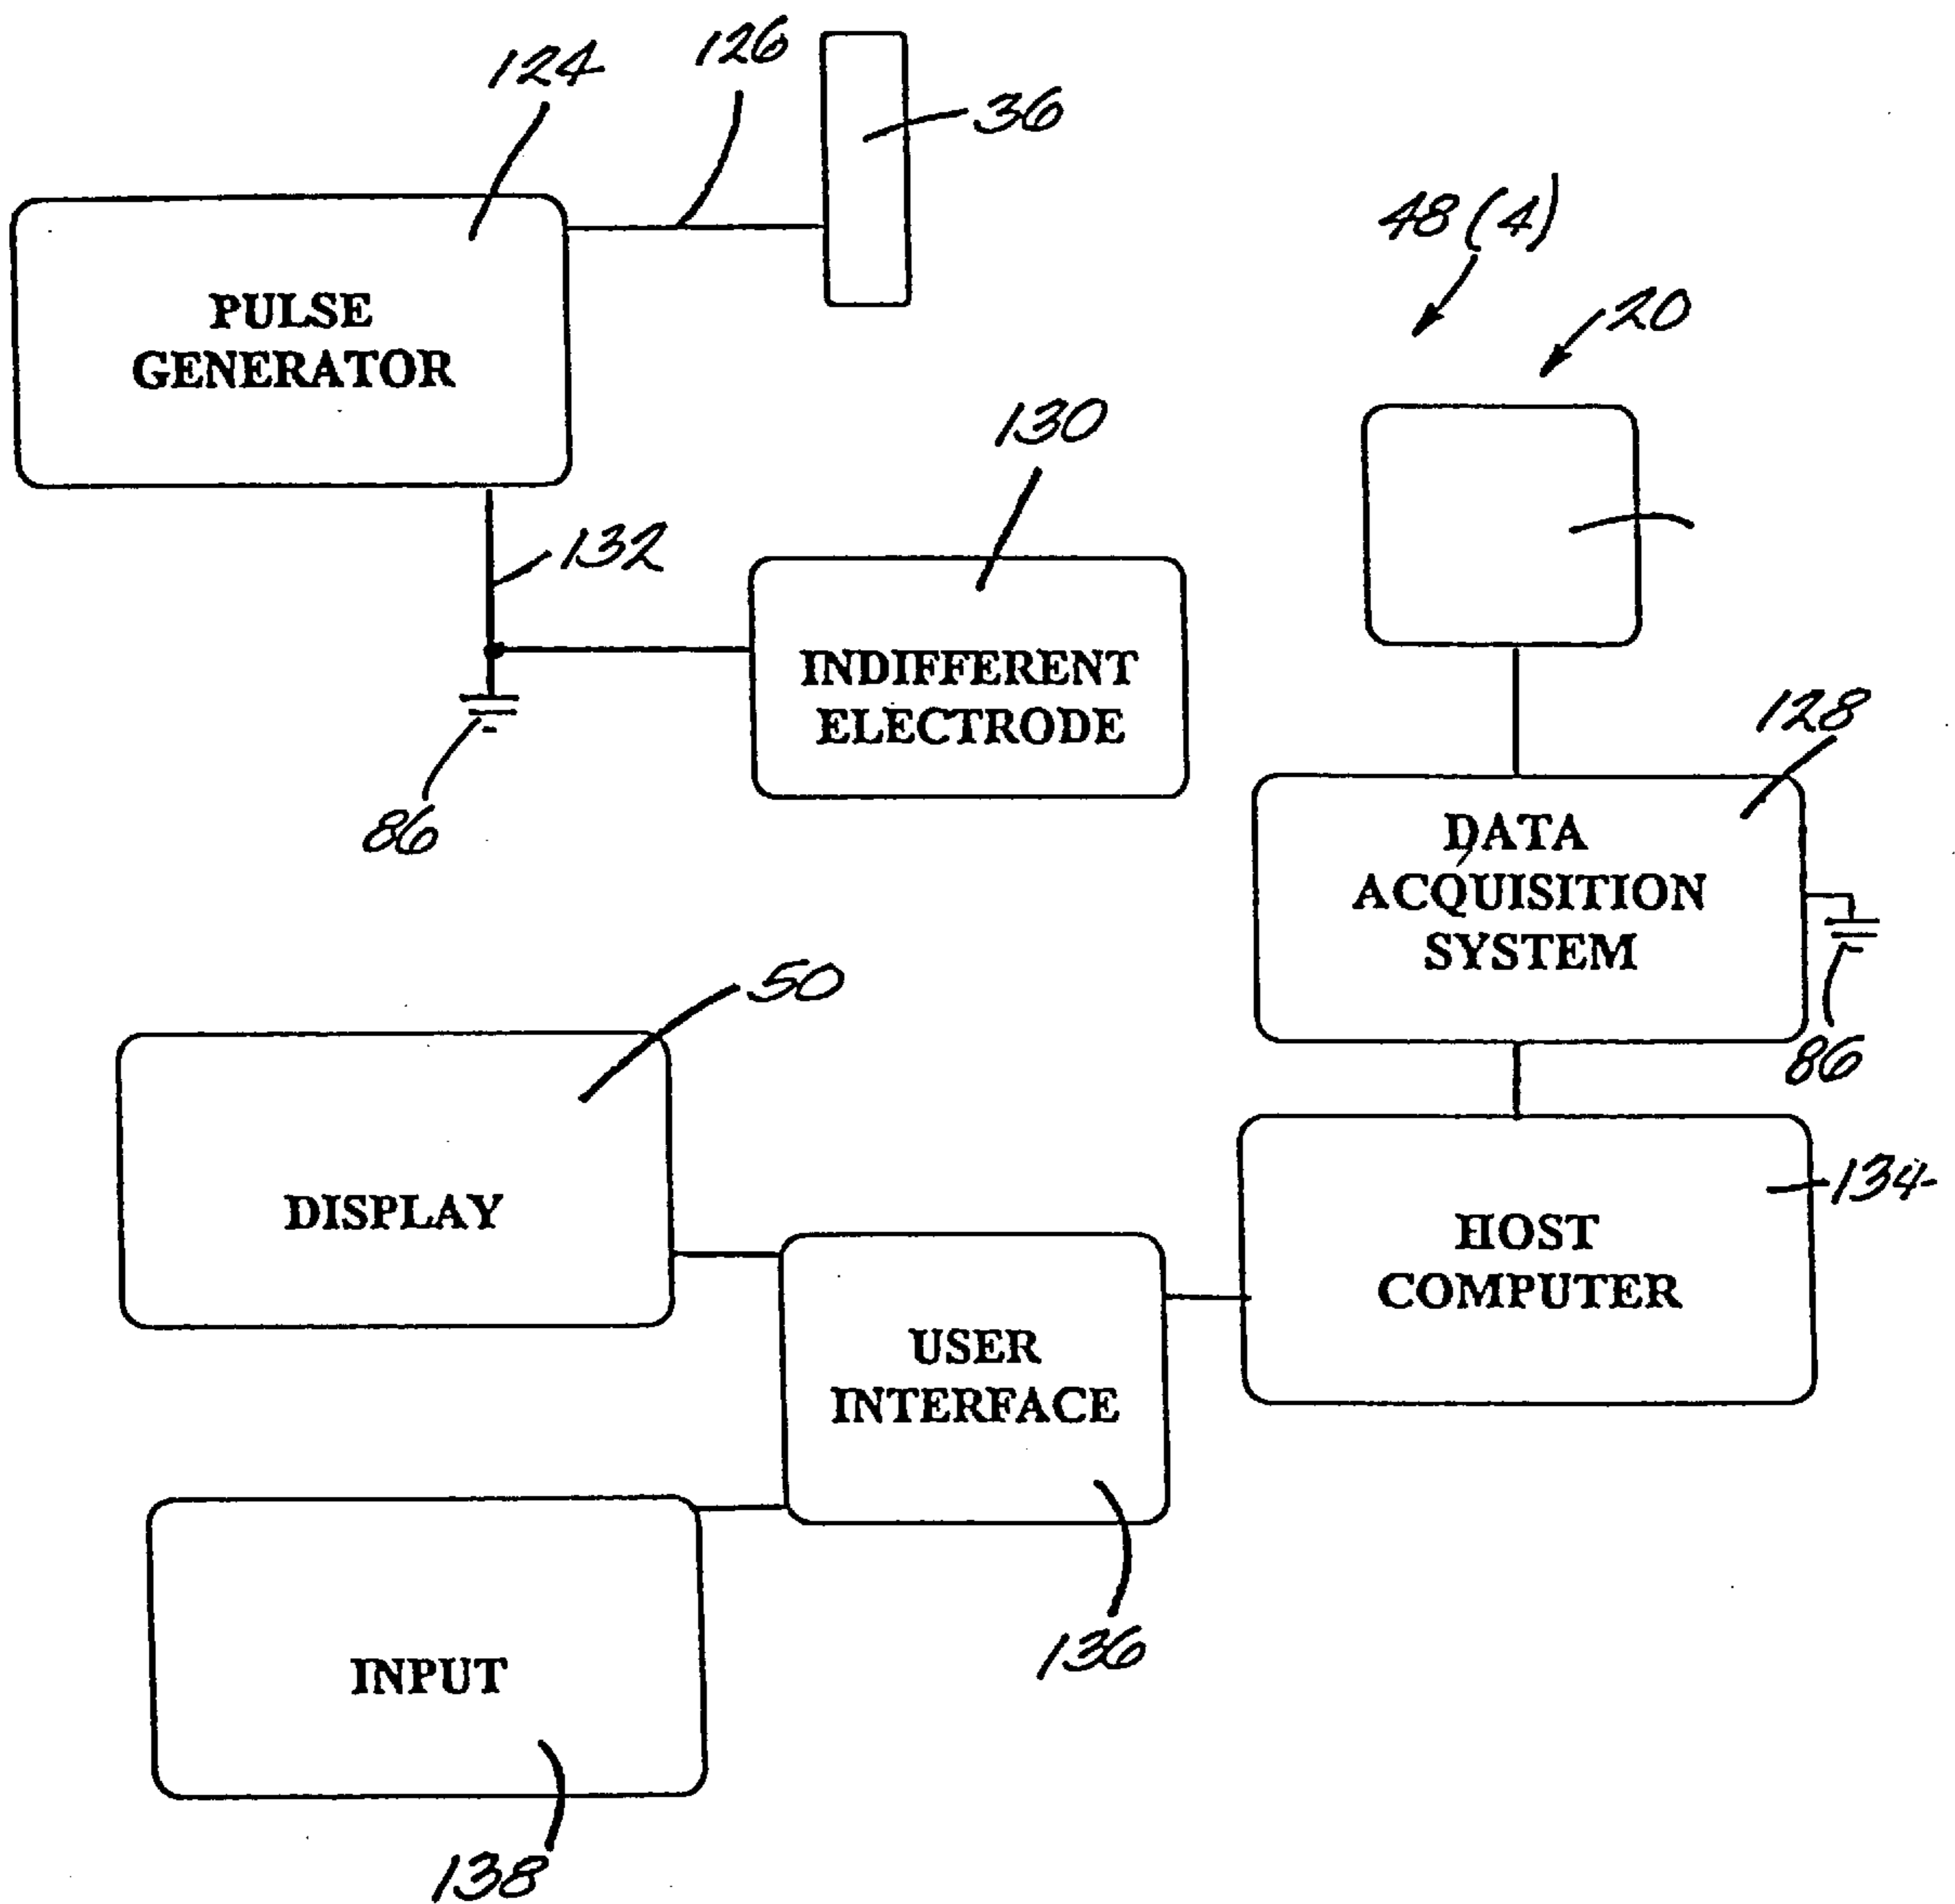 124
126
36
PULSE
GENERATOR
48 (4)
120
130
132
INDIFFERENT
ELECTRODE
86
128
DATA
ACQUISITION
SYSTEM
86
50
DISPLAY
134
HOST
COMPUTER
USER
INTERFACE
136
INPUT
138